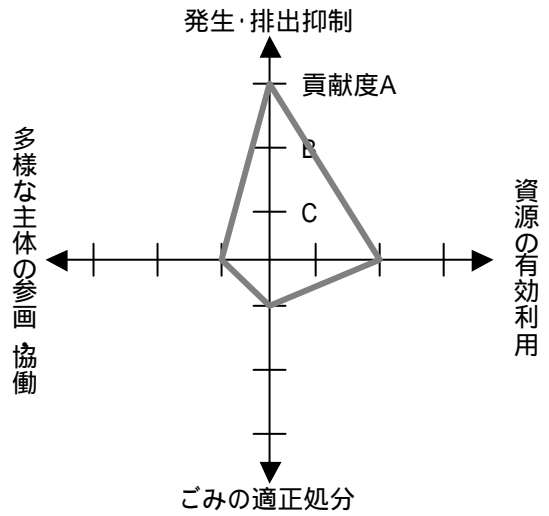 発生・排出抑制
貢献度A
B
C
多様な主体の参画、協働
資源の有効利用
ごみの適正処分